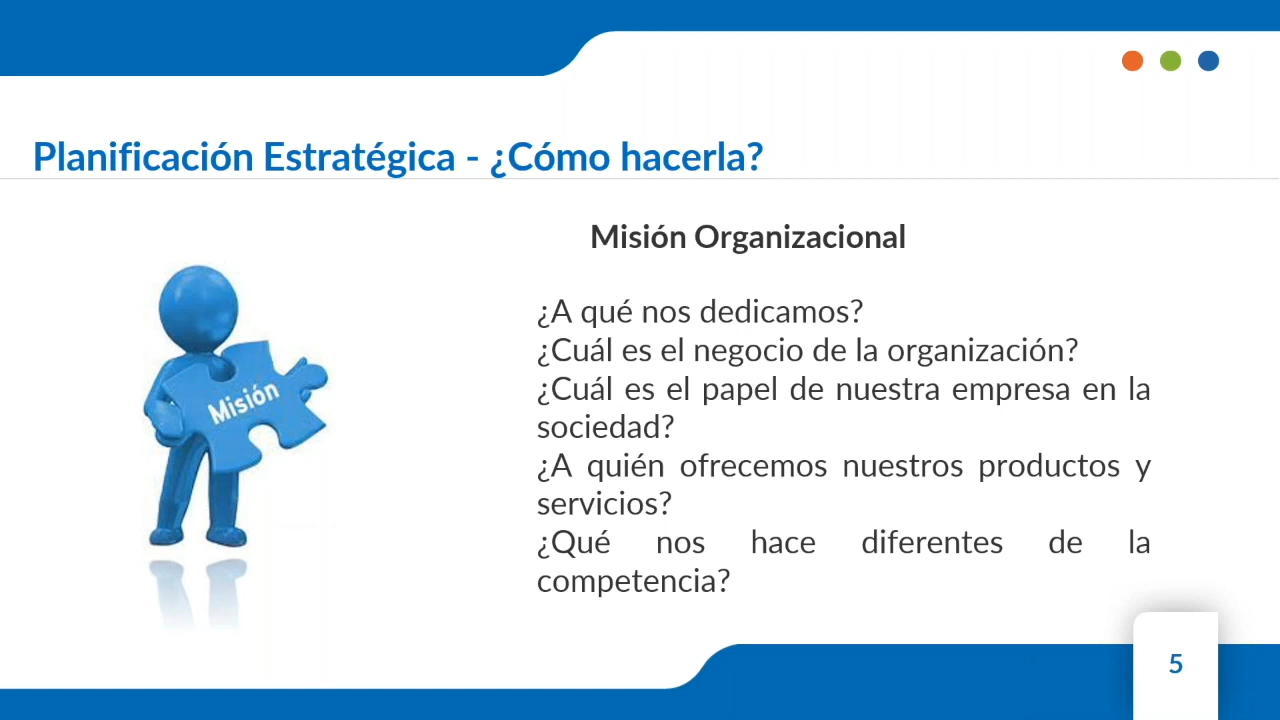 Planificación Estratégica - ¿Cómo hacerla?
Misión Organizacional
Misión
¿A qué nos dedicamos?
¿Cuál es el negocio de la organización?
¿Cuál es el papel de nuestra empresa en la
sociedad?
¿A quién ofrecemos nuestros productos y
servicios?
¿Qué nos hace diferentes de la
competencia?
5